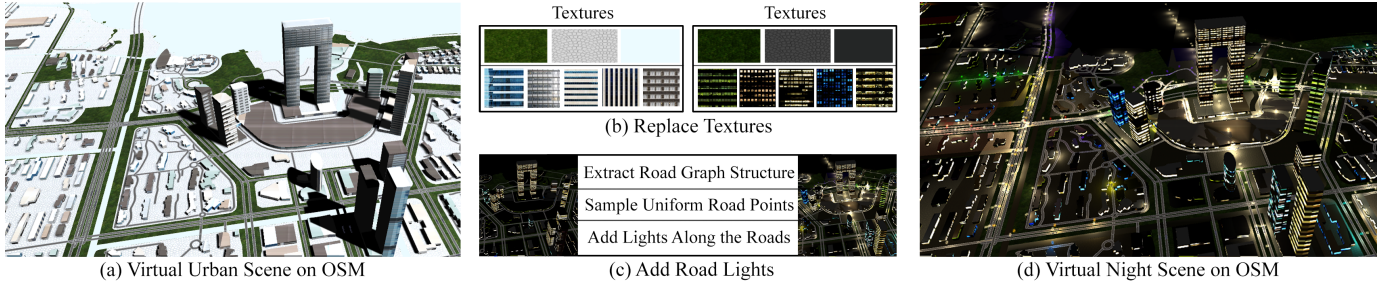 Textures
Textures
(b) Replace Textures
Extract Road Graph Structure
Sample Uniform Road Points
Add Lights Along the Roads
(a) Virtual Urban Scene on OSM
(c) Add Road Lights
(d) Virtual Night Scene on OSM